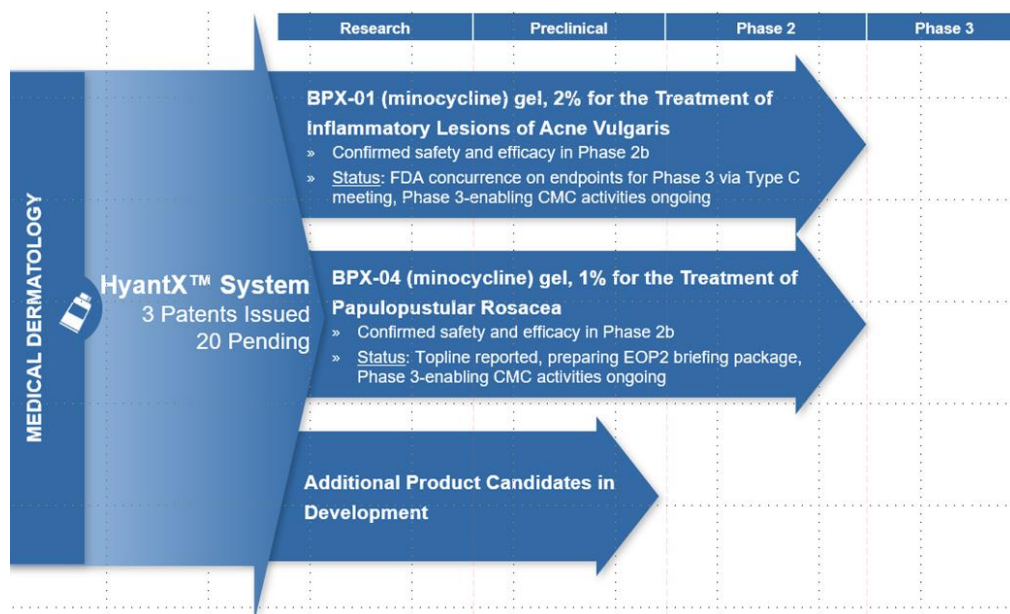 Research Preclinical Phase 2 Phase 3
MEDICAL DERMATOLOGY
HyantX™ System
3 Patents Issued
20 Pending
BPX-01 (minocycline) gel, 2% for the Treatment of
Inflammatory Lesions of Acne Vulgaris
» Confirmed safety and efficacy in Phase 2b
» Status: FDA concurrence on endpoints for Phase 3 via Type C
meeting, Phase 3-enabling CMC activities ongoing
BPX-04 (minocycline) gel, 1% for the Treatment of
Papulopustular Rosacea
» Confirmed safety and efficacy in Phase 2b
» Status: Topline reported, preparing EOP2 briefing package,
Phase 3-enabling CMC activities ongoing
Additional Product Candidates in
Development